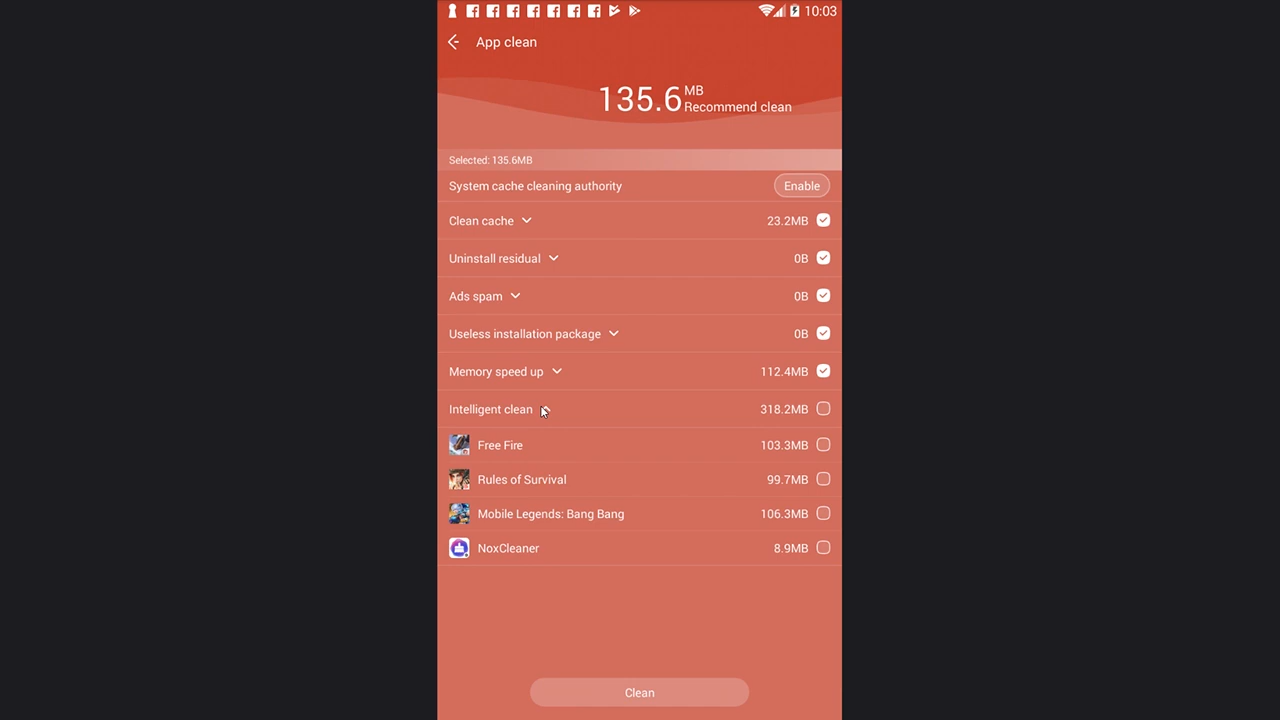 10:03
App clean
135.6 MB
Recommend clean
Selected: 135.6MB
System cache cleaning authority Enable
Clean cache 23.2MB
Uninstall residual 0B
Ads spam 0B
Useless installation package 0B
Memory speed up 112.4MB
Intelligent clean 318.2MB
Free Fire 103.3MB
Rules of Survival 99.7MB
Mobile Legends: Bang Bang 106.3MB
NoxCleaner 8.9MB
Clean